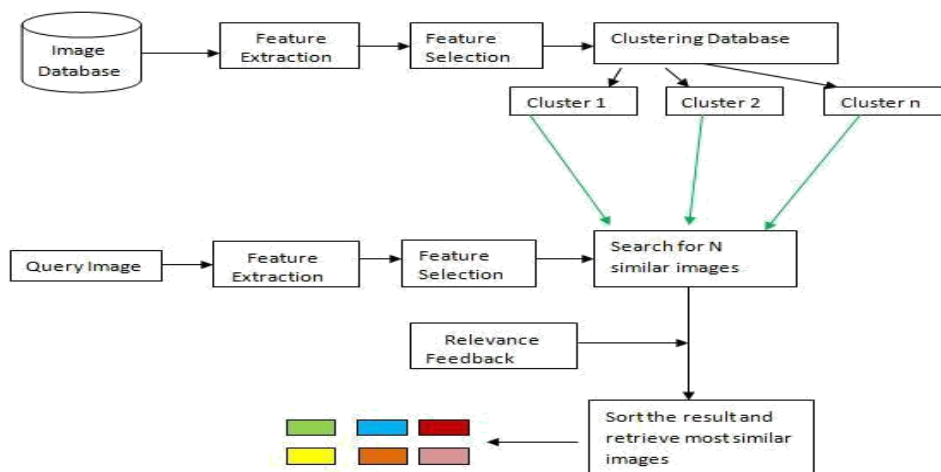 Image
Database
Feature
Extraction
Feature
Selection
Clustering Database
Cluster 1
Cluster 2
Cluster n
Query Image
Feature
Extraction
Feature
Selection
Search for N
similar images
Relevance
Feedback
Sort the result and
retrieve most similar
images